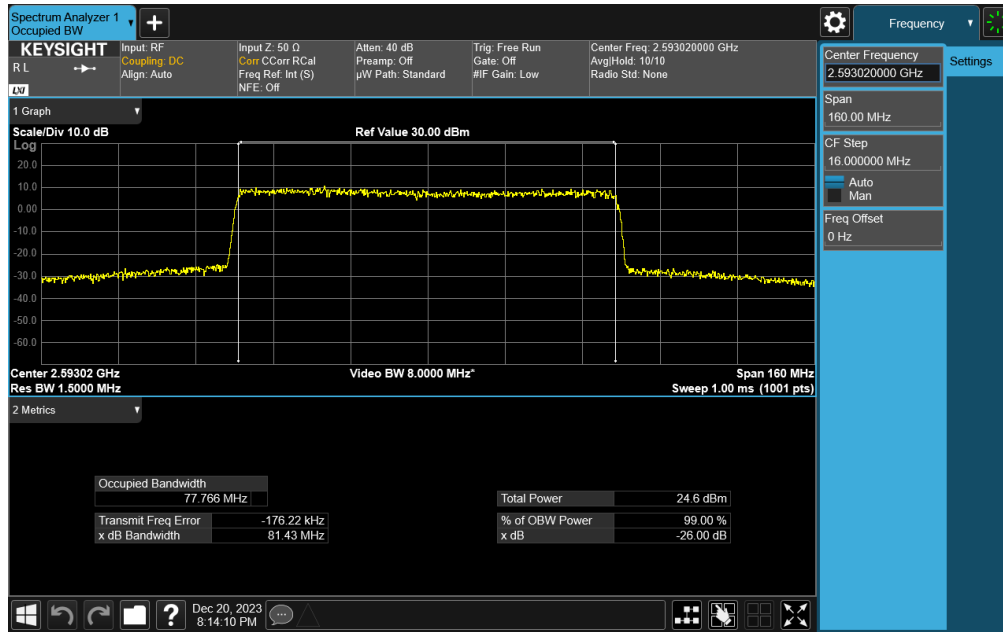 Spectrum Analyzer 1
Occupied BW
Frequency
KEYSIGHT
R L
LXI
Input: RF
Coupling: DC
Align: Auto
Input Z: 50 Ω
Corr CCorr RCal
Freq Ref: Int (S)
NFE: Off
Atten: 40 dB
Preamp: Off
µW Path: Standard
Trig: Free Run
Gate: Off
#IF Gain: Low
Center Freq: 2.593020000 GHz
Avg|Hold: 10/10
Radio Std: None
Center Frequency
2.593020000 GHz
Settings
Span
160.00 MHz
CF Step
16.000000 MHz
Auto
Man
Freq Offset
0 Hz
1 Graph
Scale/Div 10.0 dB
Ref Value 30.00 dBm
Log
20.0
10.0
0.00
-10.0
-20.0
-30.0
-40.0
-50.0
-60.0
Center 2.59302 GHz
Video BW 8.0000 MHz*
Span 160 MHz
Res BW 1.5000 MHz
Sweep 1.00 ms (1001 pts)
2 Metrics
Occupied Bandwidth
77.766 MHz
Total Power 24.6 dBm
Transmit Freq Error -176.22 kHz
% of OBW Power 99.00 %
x dB Bandwidth 81.43 MHz
x dB -26.00 dB
Dec 20, 2023
8:14:10 PM